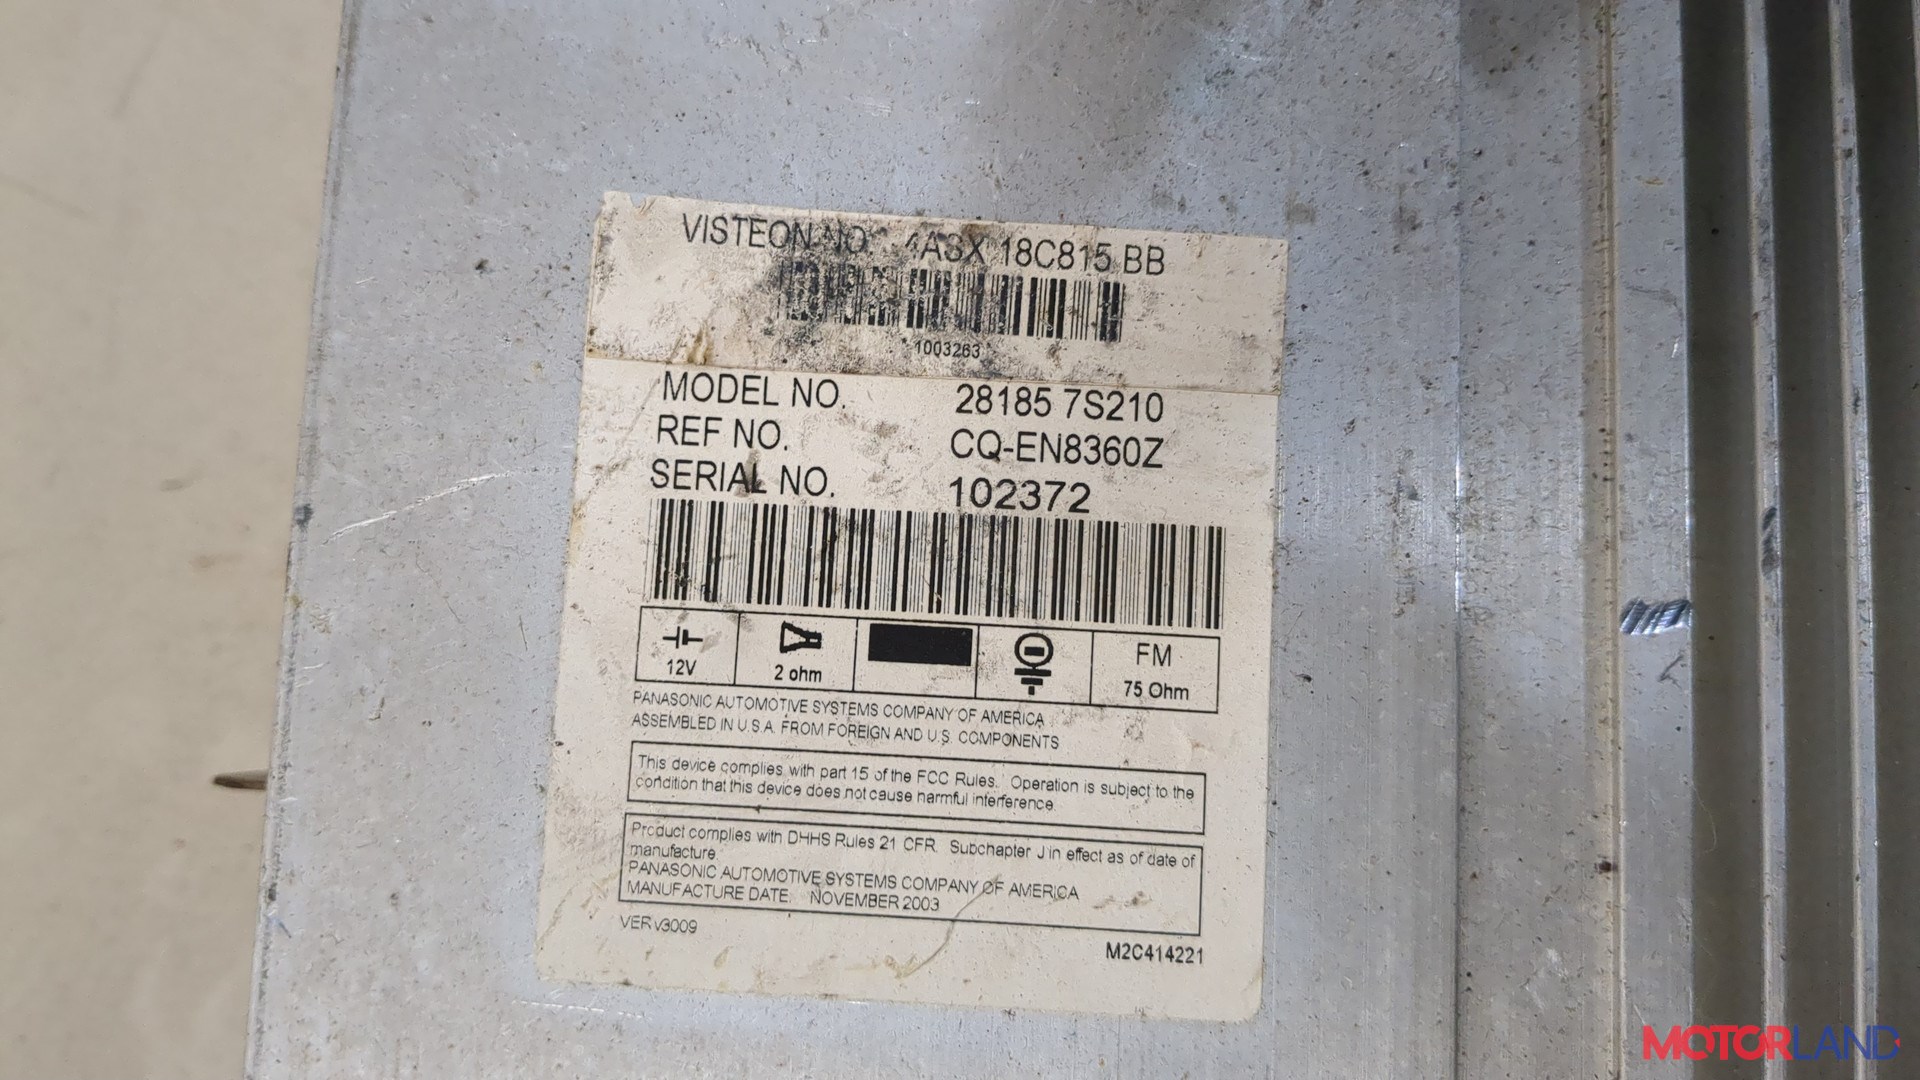 VISTEON NO. 4A3X 18C815 BB
1003263
MODEL NO. 28185 7S210
REF NO. CQ-EN8360Z
SERIAL NO. 102372
12V
2 ohm
FM
75 Ohm
PANASONIC AUTOMOTIVE SYSTEMS COMPANY OF AMERICA
ASSEMBLED IN U.S.A. FROM FOREIGN AND U.S. COMPONENTS
This device complies with part 15 of the FCC Rules. Operation is subject to the
condition that this device does not cause harmful interference.
Product complies with DHHS Rules 21 CFR. Subchapter J in effect as of date of
manufacture
PANASONIC AUTOMOTIVE SYSTEMS COMPANY OF AMERICA
MANUFACTURE DATE. NOVEMBER 2003
VER v3009
M2C414221
MOTORLAND